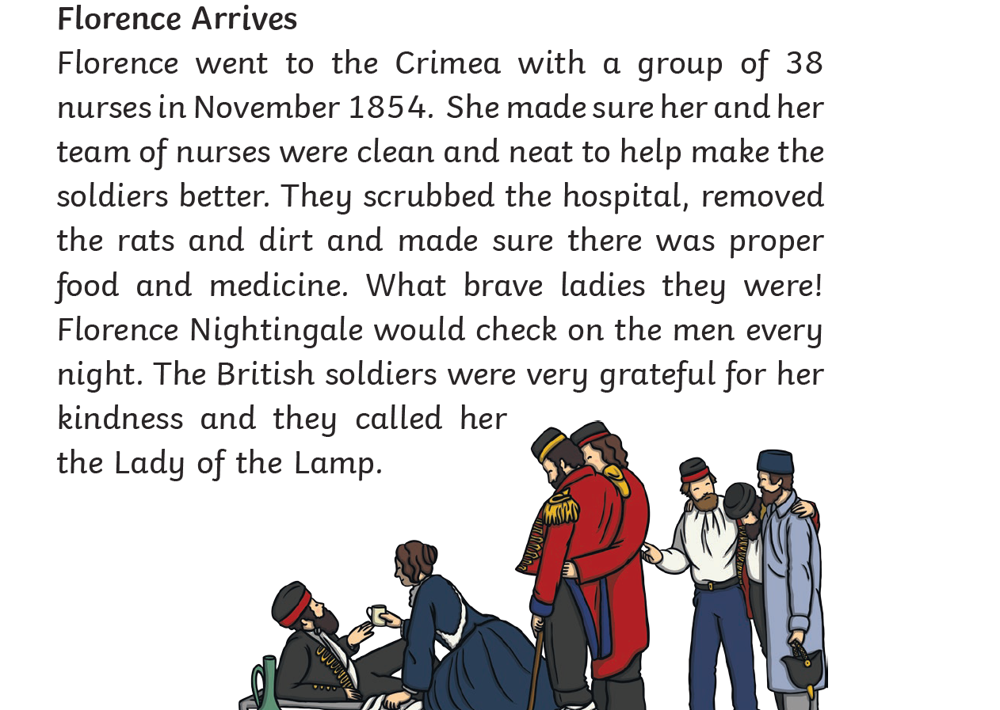 Florence Arrives
Florence went to the Crimea with a group of 38
nurses in November 1854. She made sure her and her
team of nurses were clean and neat to help make the
soldiers better. They scrubbed the hospital, removed
the rats and dirt and made sure there was proper
food and medicine. What brave ladies they were!
Florence Nightingale would check on the men every
night. The British soldiers were very grateful for her
kindness and they called her
the Lady of the Lamp.